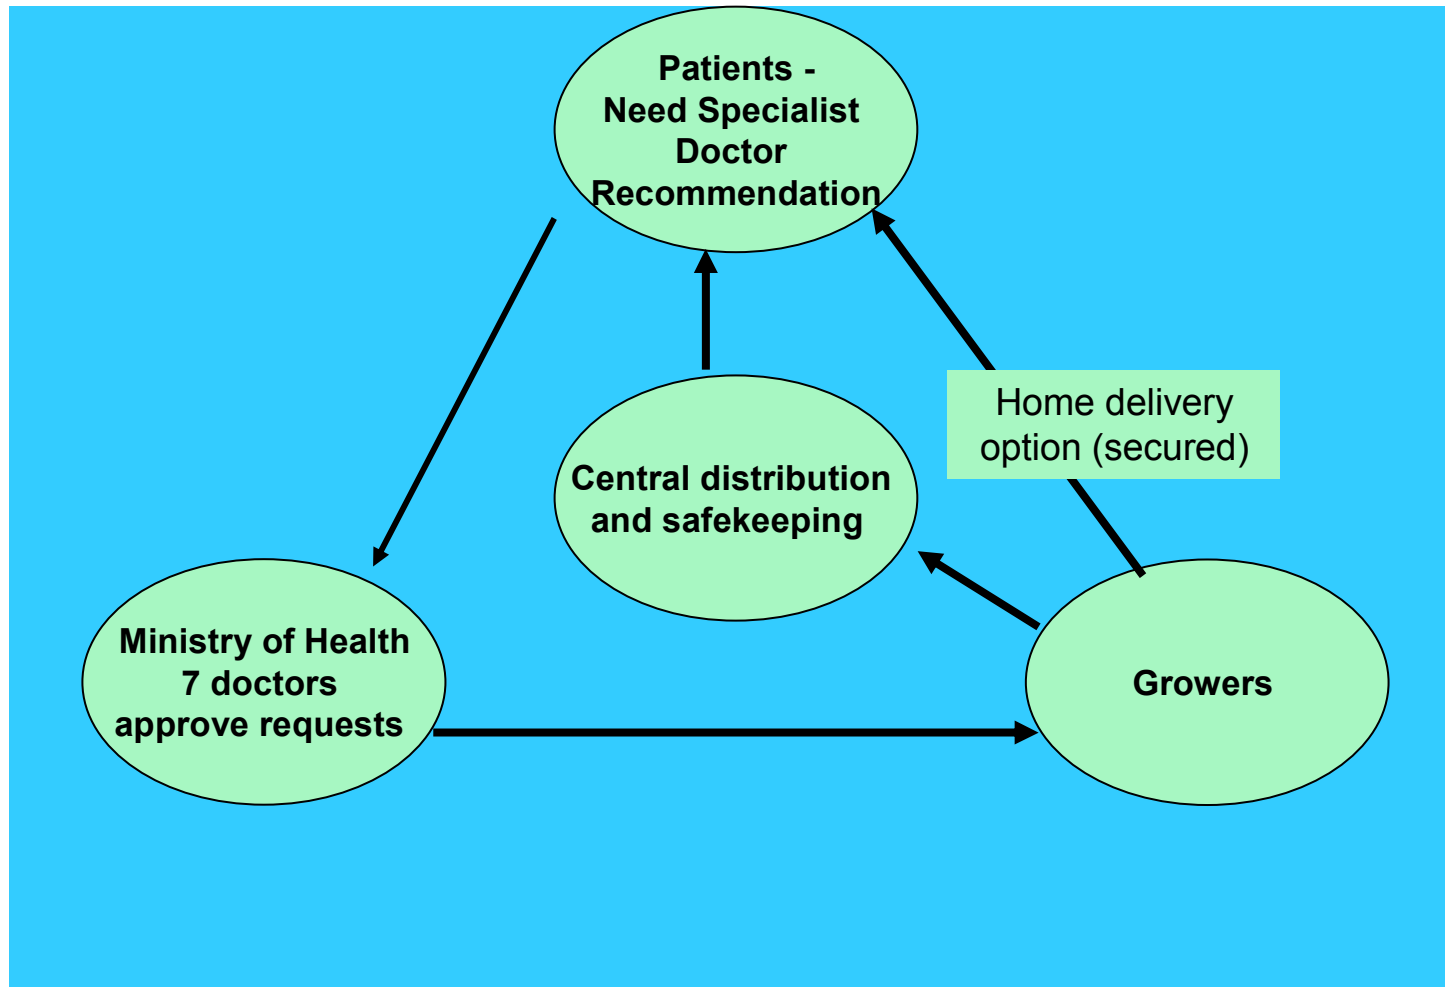 Patients -
Need Specialist
Doctor
Recommendation
Home delivery
option (secured)
Central distribution
and safekeeping
Ministry of Health
7 doctors
approve requests
Growers